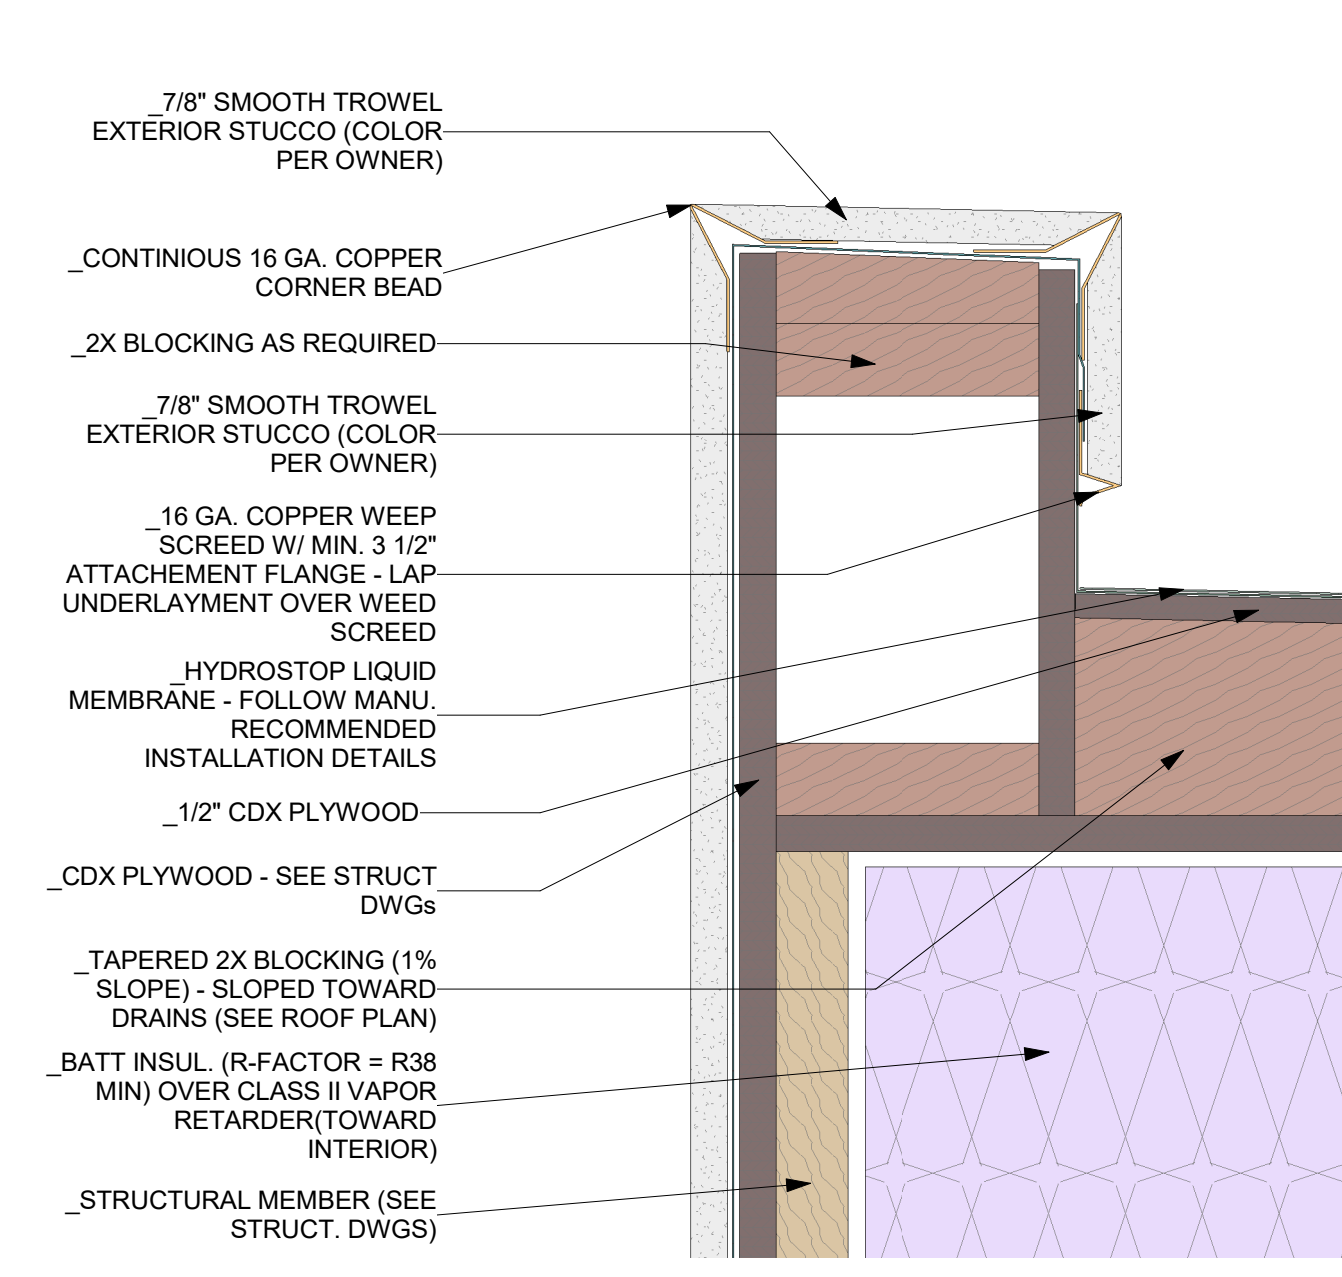 _7/8" SMOOTH TROWEL
EXTERIOR STUCCO (COLOR
PER OWNER)
_CONTINIOUS 16 GA. COPPER
CORNER BEAD
_2X BLOCKING AS REQUIRED
_7/8" SMOOTH TROWEL
EXTERIOR STUCCO (COLOR
PER OWNER)
_16 GA. COPPER WEEP
SCREED W/ MIN. 3 1/2"
ATTACHEMENT FLANGE - LAP
UNDERLAYMENT OVER WEED
SCREED
_HYDROSTOP LIQUID
MEMBRANE - FOLLOW MANU.
RECOMMENDED
INSTALLATION DETAILS
_1/2" CDX PLYWOOD
_CDX PLYWOOD - SEE STRUCT
DWGs
_TAPERED 2X BLOCKING (1%
SLOPE) - SLOPED TOWARD
DRAINS (SEE ROOF PLAN)
_BATT INSUL. (R-FACTOR = R38
MIN) OVER CLASS II VAPOR
RETARDER(TOWARD
INTERIOR)
_STRUCTURAL MEMBER (SEE
STRUCT. DWGS)